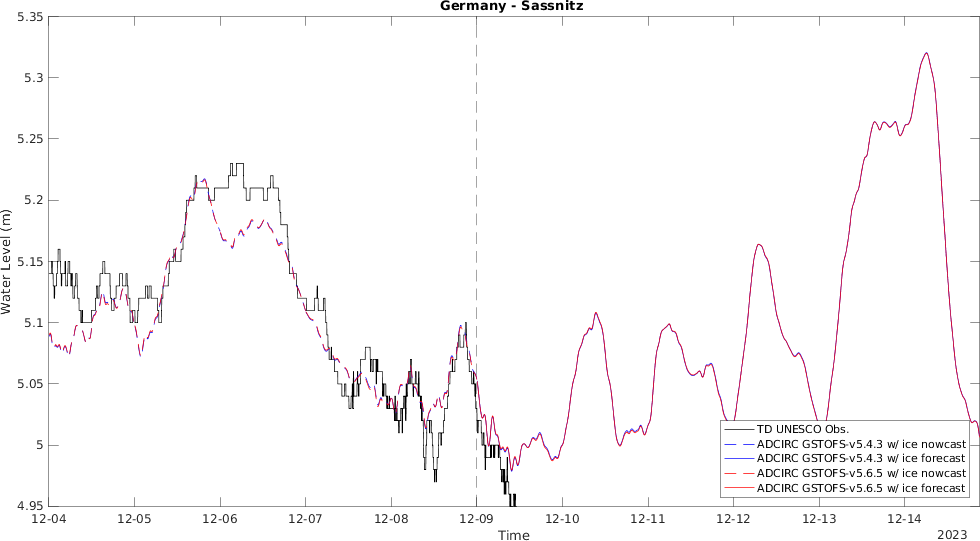 Germany - Sassnitz
5.35
5.3
5.25
5.2
5.15
5.1
5.05
5
4.95
Water Level (m)
12-04 12-05 12-06 12-07 12-08 12-09 12-10 12-11 12-12 12-13 12-14
Time
2023
TD UNESCO Obs.
ADCIRC GSTOFS-v5.4.3 w/ ice nowcast
ADCIRC GSTOFS-v5.4.3 w/ ice forecast
ADCIRC GSTOFS-v5.6.5 w/ ice nowcast
ADCIRC GSTOFS-v5.6.5 w/ ice forecast